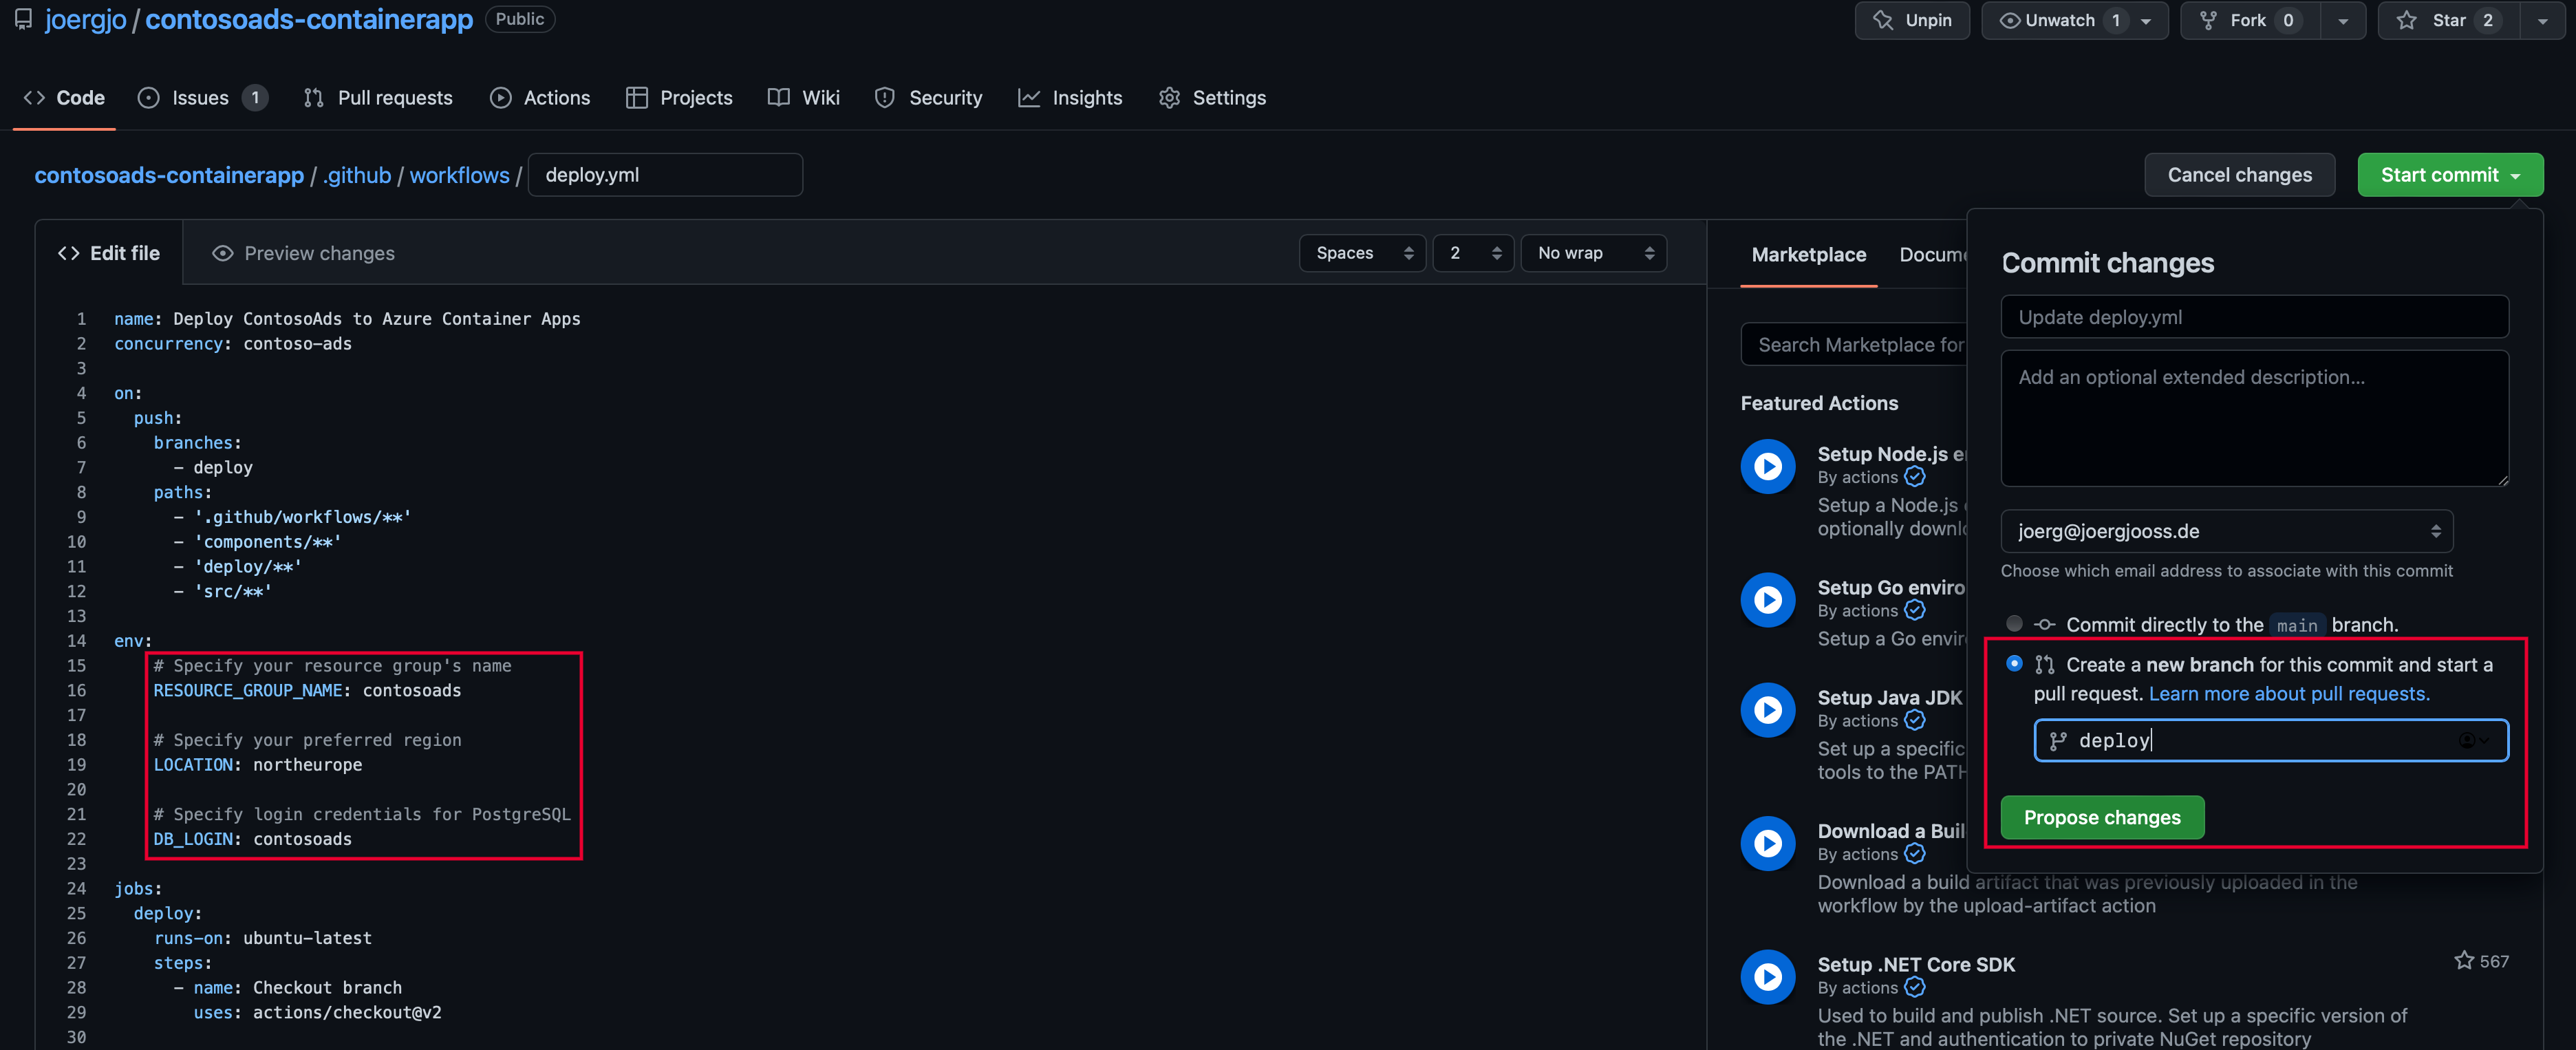 joergjo / contosoads-containerapp Public
Unpin Unwatch 1 Fork 0 Star 2
Code Issues 1 Pull requests Actions Projects Wiki Security Insights Settings
contosoads-containerapp / .github / workflows / deploy.yml
Cancel changes Start commit
Edit file Preview changes
Spaces 2 No wrap
1 name: Deploy ContosoAds to Azure Container Apps
2 concurrency: contoso-ads
3
4 on:
5 push:
6 branches:
7 - deploy
8 paths:
9 - '.github/workflows/**'
10 - 'components/**'
11 - 'deploy/**'
12 - 'src/**'
13
14 env:
15 # Specify your resource group's name
16 RESOURCE_GROUP_NAME: contosoads
17
18 # Specify your preferred region
19 LOCATION: northeurope
20
21 # Specify login credentials for PostgreSQL
22 DB_LOGIN: contosoads
23
24 jobs:
25 deploy:
26 runs-on: ubuntu-latest
27 steps:
28 - name: Checkout branch
29 uses: actions/checkout@v2
30
Marketplace Docum
Search Marketplace for
Featured Actions
Setup Node.js e
By actions
Setup a Node.js
optionally downl
Setup Go enviro
By actions
Setup a Go envir
Setup Java JDK
By actions
Set up a specific
tools to the PATH
Download a Buil
By actions
Download a build artifact that was previously uploaded in the
workflow by the upload-artifact action
Setup .NET Core SDK 567
By actions
Used to build and publish .NET source. Set up a specific version of
the .NET and authentication to private NuGet repository
Commit changes
Update deploy.yml
Add an optional extended description...
joerg@joergjooss.de
Choose which email address to associate with this commit
Commit directly to the main branch.
Create a new branch for this commit and start a
pull request. Learn more about pull requests.
deploy
Propose changes